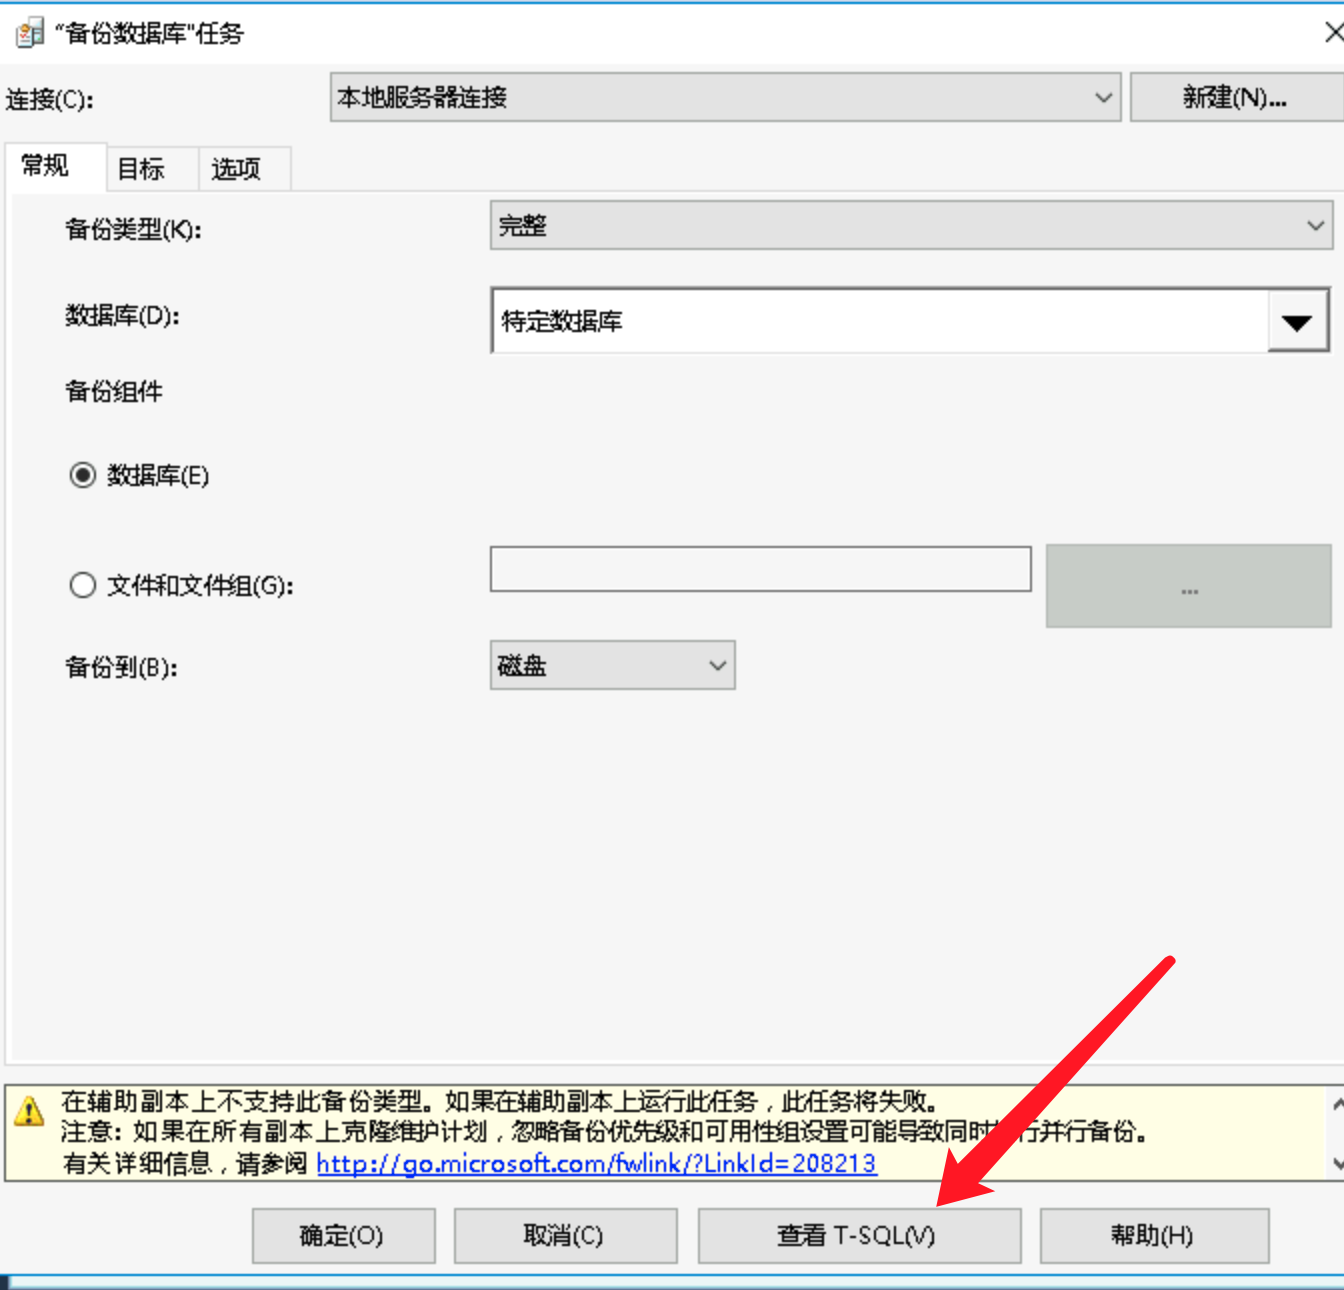 “备份数据库"任务
连接(C):
本地服务器连接
新建(N)...
常规 目标 选项
备份类型(K):
完整
数据库(D):
特定数据库
备份组件
数据库(E)
文件和文件组(G):
...
备份到(B):
磁盘
在辅助副本上不支持此备份类型。如果在辅助副本上运行此任务，此任务将失败。
注意: 如果在所有副本上克隆维护计划，忽略备份优先级和可用性组设置可能导致同时 行并行备份。
有关详细信息，请参阅 http://go.microsoft.com/fwlink/?LinkId=208213
确定(O) 取消(C) 查看 T-SQL(V) 帮助(H)